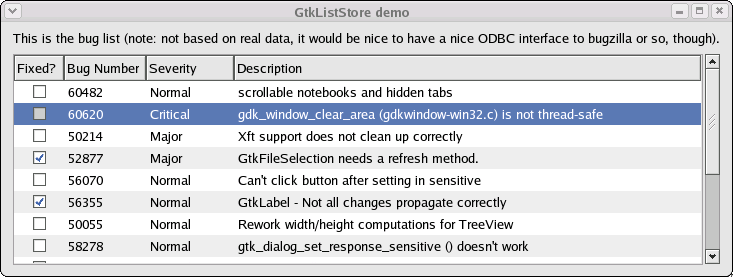 GtkListStore demo
This is the bug list (note: not based on real data, it would be nice to have a nice ODBC interface to bugzilla or so, though).
Fixed? Bug Number Severity Description
60482 Normal scrollable notebooks and hidden tabs
60620 Critical gdk_window_clear_area (gdkwindow-win32.c) is not thread-safe
50214 Major Xft support does not clean up correctly
52877 Major GtkFileSelection needs a refresh method.
56070 Normal Can't click button after setting in sensitive
56355 Normal GtkLabel - Not all changes propagate correctly
50055 Normal Rework width/height computations for TreeView
58278 Normal gtk_dialog_set_response_sensitive () doesn't work